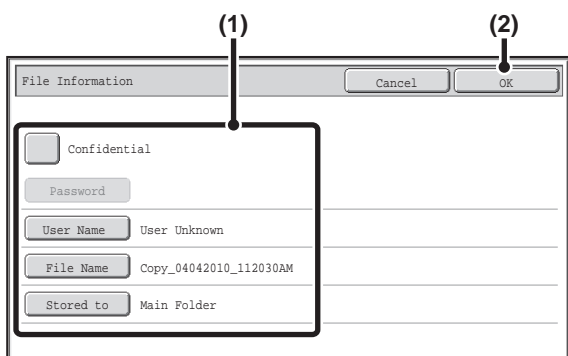 (1) (2)
File Information Cancel OK
Confidential
Password
User Name User Unknown
File Name Copy_04042010_112030AM
Stored to Main Folder